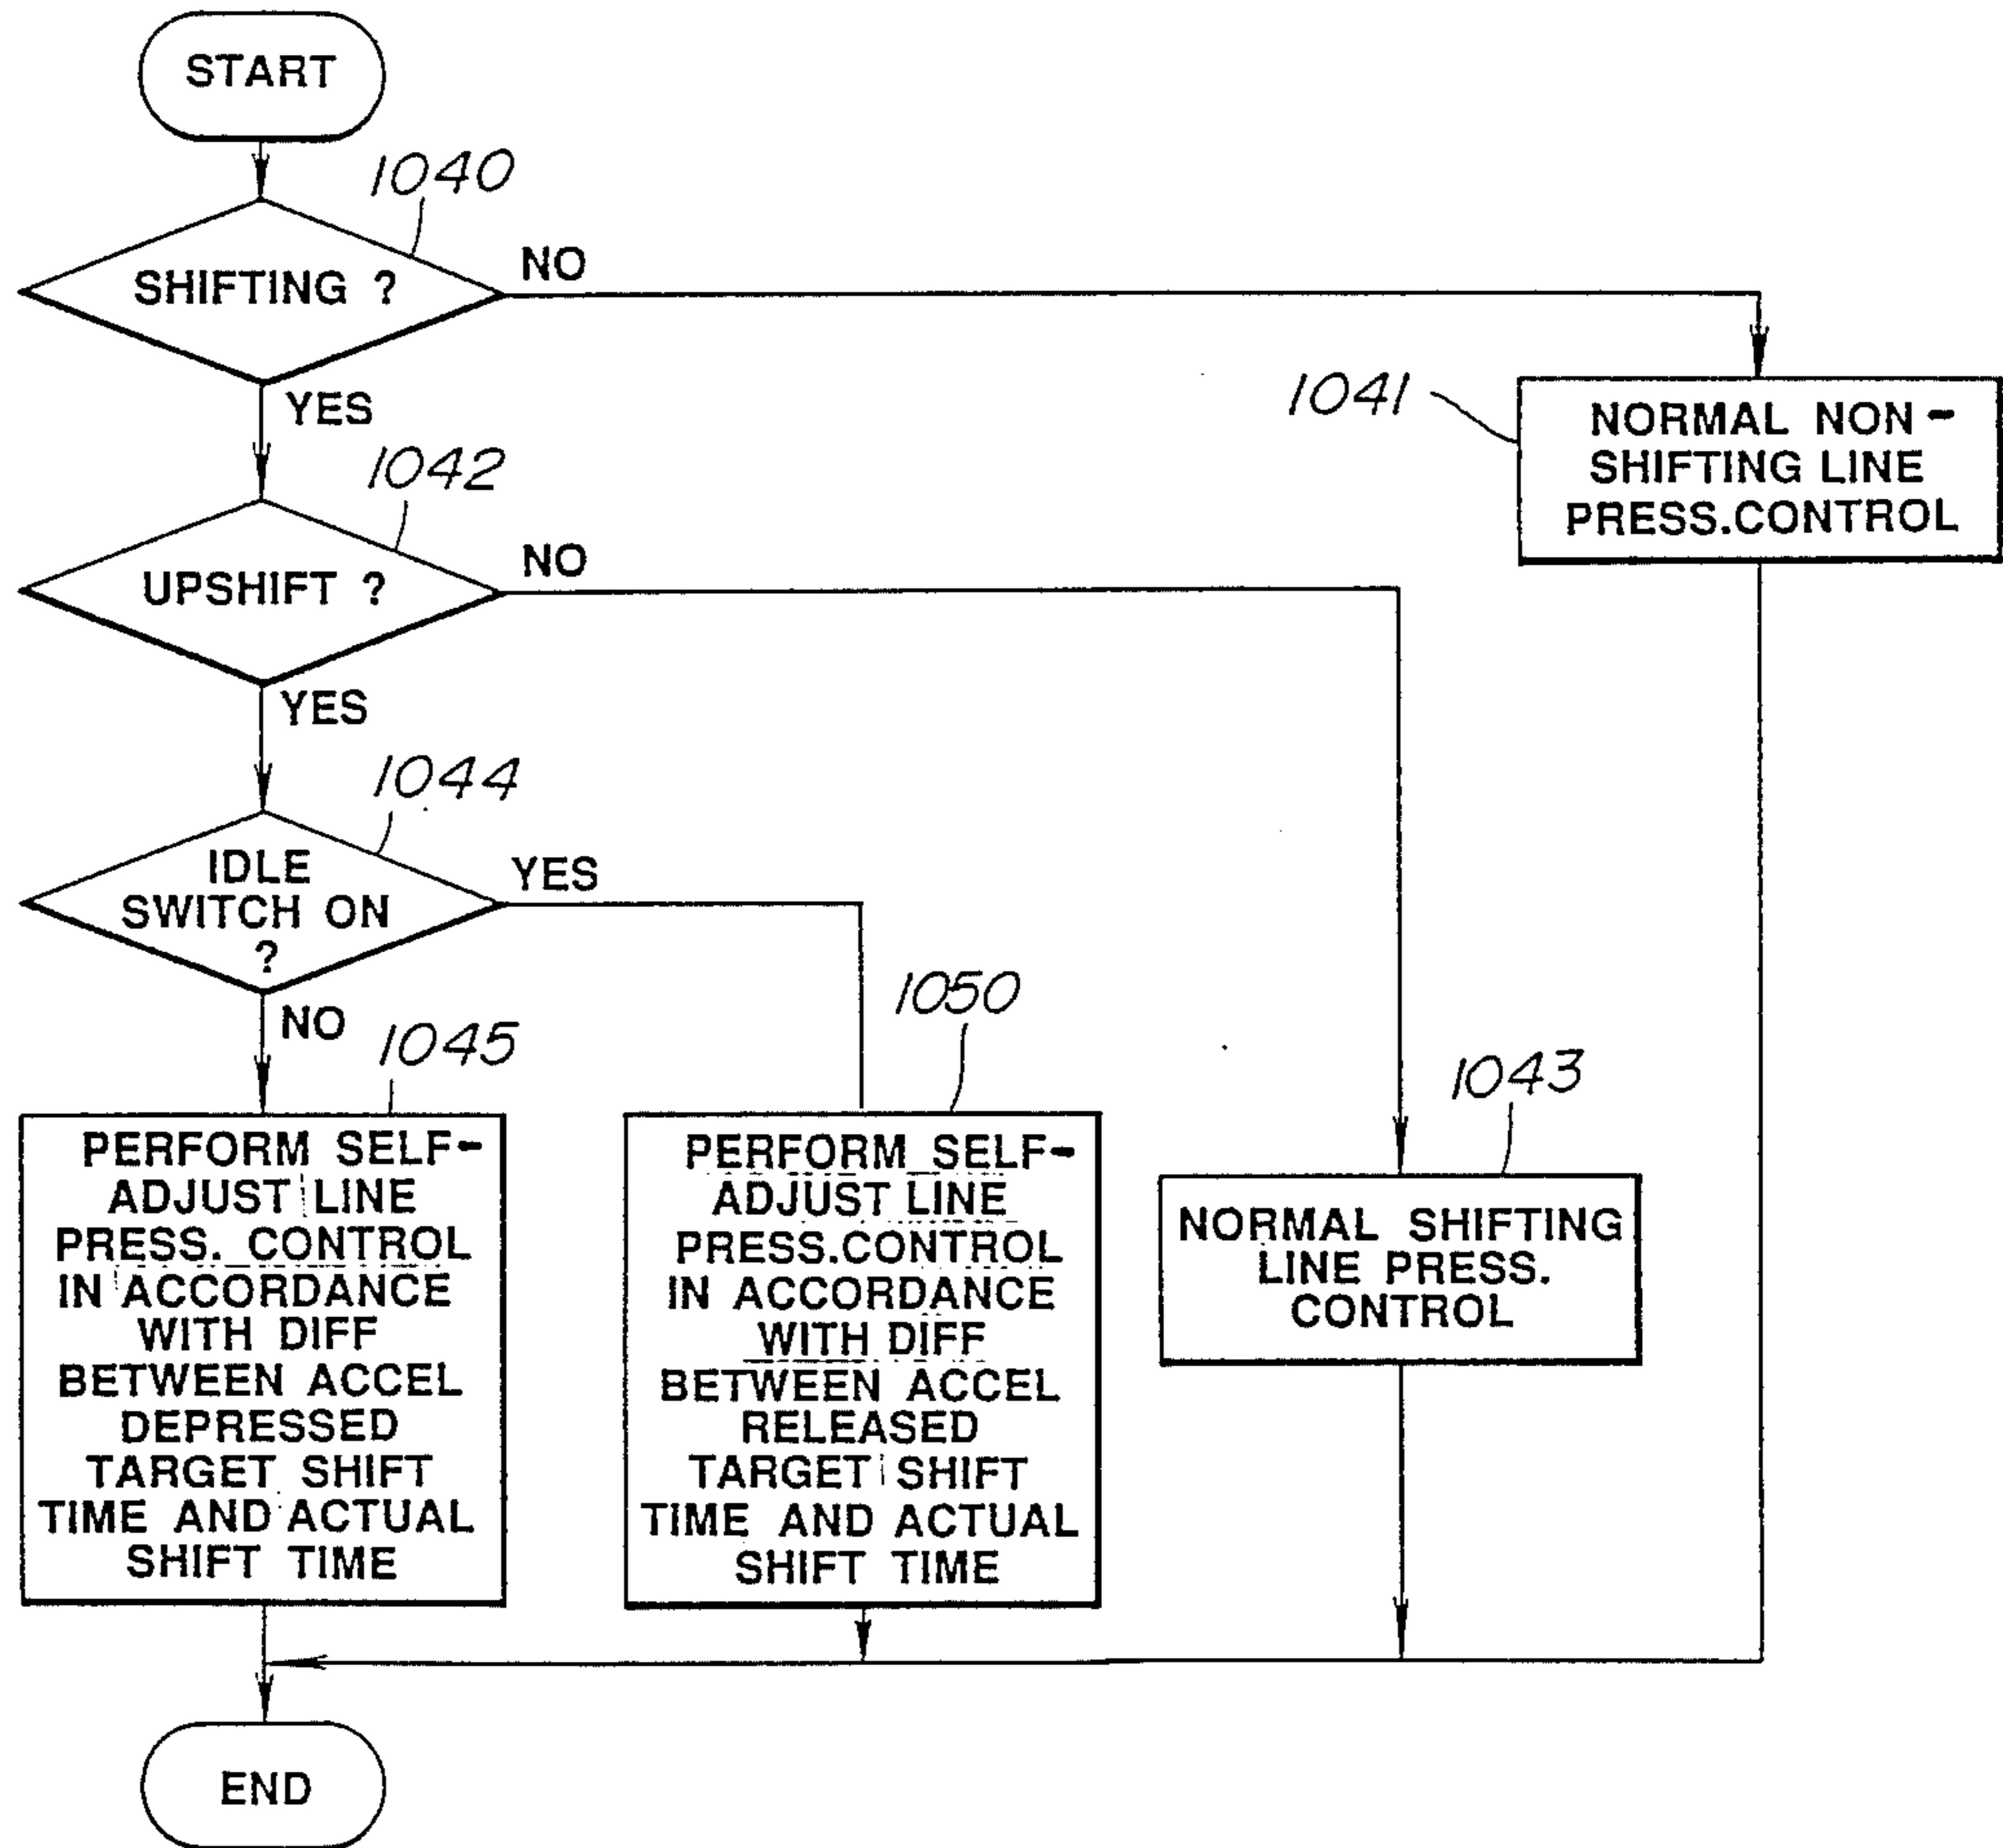 START
1040
SHIFTING ?
NO
YES
1041
NORMAL NON-
SHIFTING LINE
PRESS.CONTROL
1042
UPSHIFT ?
NO
YES
1044
IDLE
SWITCH ON
?
YES
NO
1045
PERFORM SELF-
ADJUST LINE
PRESS. CONTROL
IN ACCORDANCE
WITH DIFF
BETWEEN ACCEL
DEPRESSED
TARGET SHIFT
TIME AND ACTUAL
SHIFT TIME
1050
PERFORM SELF-
ADJUST LINE
PRESS.CONTROL
IN ACCORDANCE
WITH DIFF
BETWEEN ACCEL
RELEASED
TARGET SHIFT
TIME AND ACTUAL
SHIFT TIME
1043
NORMAL SHIFTING
LINE PRESS.
CONTROL
END